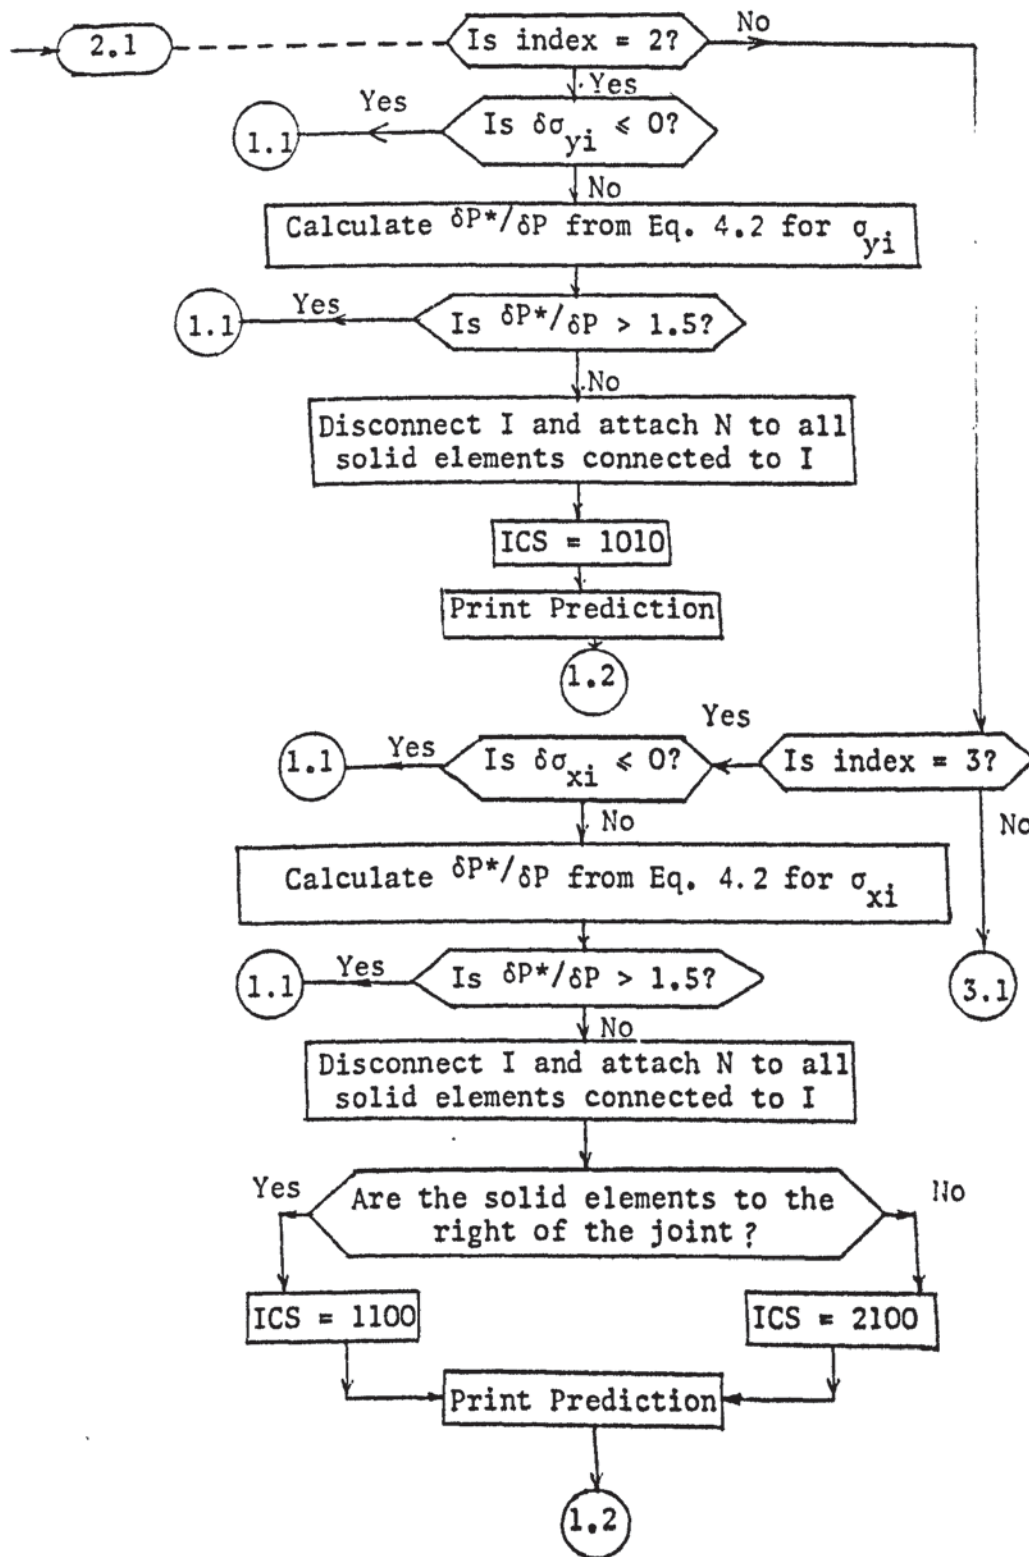 2.1
Is index = 2?
No
Yes
Yes
1.1
Is δσyi ≤ 0?
No
Calculate δP*/δP from Eq. 4.2 for σyi
Yes
1.1
Is δP*/δP > 1.5?
No
Disconnect I and attach N to all
solid elements connected to I
ICS = 1010
Print Prediction
1.2
Yes
1.1
Yes
Is δσxi ≤ 0?
Is index = 3?
No
No
Calculate δP*/δP from Eq. 4.2 for σxi
1.1
Yes
Is δP*/δP > 1.5?
3.1
No
Disconnect I and attach N to all
solid elements connected to I
Yes
Are the solid elements to the
right of the joint?
No
ICS = 1100
ICS = 2100
Print Prediction
1.2